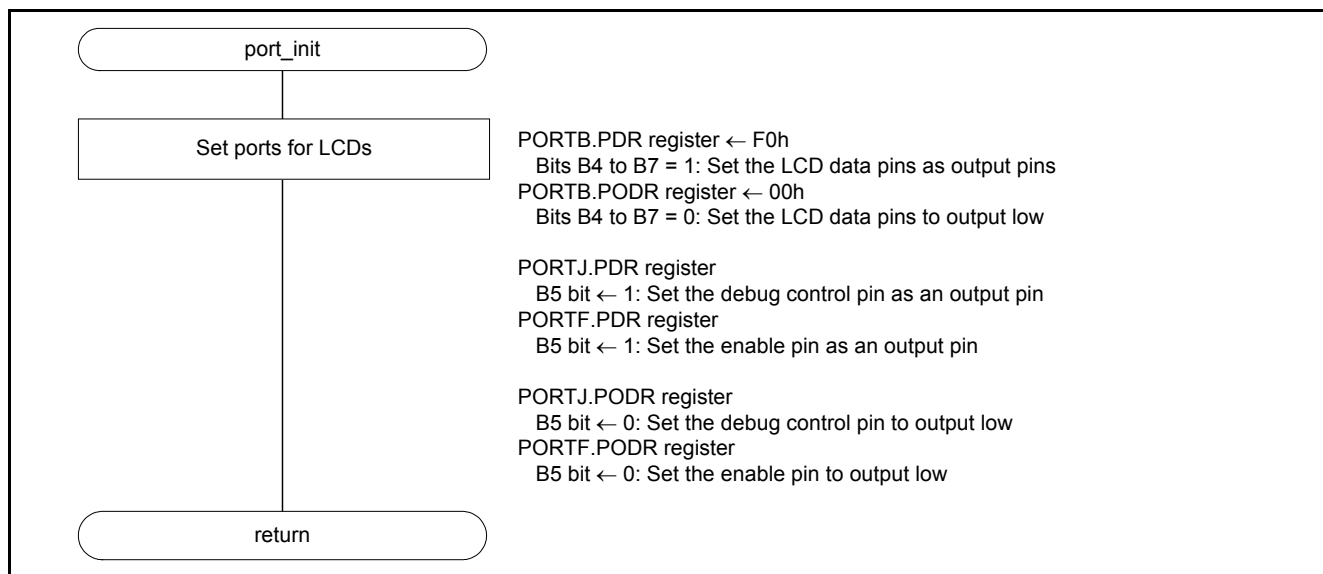 port_init
Set ports for LCDs
PORTB.PDR register ← F0h
Bits B4 to B7 = 1: Set the LCD data pins as output pins
PORTB.PODR register ← 00h
Bits B4 to B7 = 0: Set the LCD data pins to output low
PORTJ.PDR register
B5 bit ← 1: Set the debug control pin as an output pin
PORTF.PDR register
B5 bit ← 1: Set the enable pin as an output pin
PORTJ.PODR register
B5 bit ← 0: Set the debug control pin to output low
PORTF.PODR register
B5 bit ← 0: Set the enable pin to output low
return